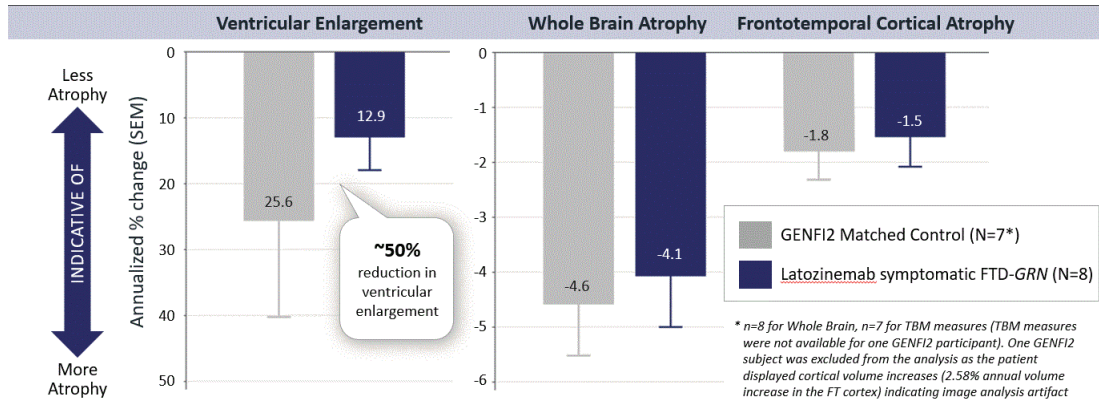 Ventricular Enlargement
Whole Brain Atrophy
Frontotemporal Cortical Atrophy
Less
Atrophy
INDICATIVE OF
More
Atrophy
Annualized % change (SEM)
0
10
20
30
40
50
25.6
12.9
~50%
reduction in
ventricular
enlargement
0
-1
-2
-3
-4
-5
-6
-4.6
-4.1
-1.8
-1.5
GENFI2 Matched Control (N=7*)
Latozinemab symptomatic FTD-GRN (N=8)
* n=8 for Whole Brain, n=7 for TBM measures (TBM measures
were not available for one GENFI2 participant). One GENFI2
subject was excluded from the analysis as the patient
displayed cortical volume increases (2.58% annual volume
increase in the FT cortex) indicating image analysis artifact